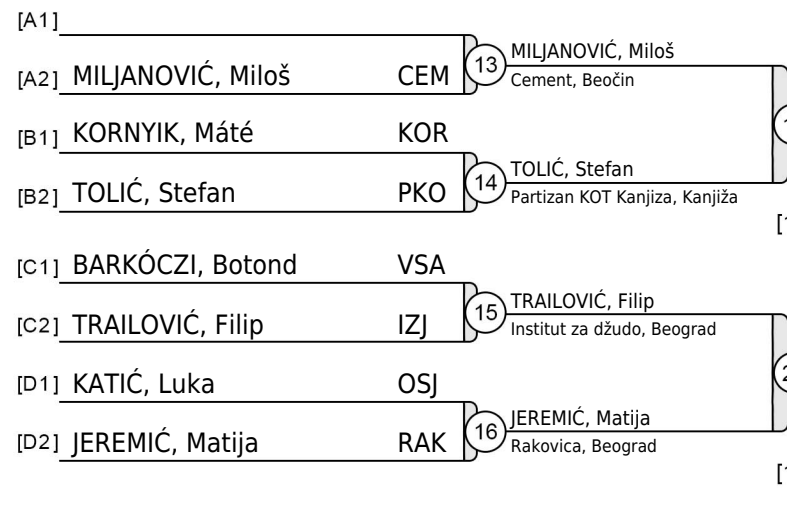 [A1]
[A2] MILJANOVIĆ, Miloš CEM
13
MILJANOVIĆ, Miloš
Cement, Beočin
[B1] KORNYIK, Máté KOR
[B2] TOLIĆ, Stefan PKO
14
TOLIĆ, Stefan
Partizan KOT Kanjiza, Kanjiža
[C1] BARKÓCZI, Botond VSA
[C2] TRAILOVIĆ, Filip IZJ
15
TRAILOVIĆ, Filip
Institut za džudo, Beograd
[D1] KATIĆ, Luka OSJ
[D2] JEREMIĆ, Matija RAK
16
JEREMIĆ, Matija
Rakovica, Beograd